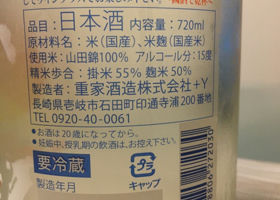 日本酒 内容量:720ml
原材料名:米(国産)、米麹(国産)
使用米:山田錦100% アルコール分:15度
精米歩合:掛米 55% 麹米 50%
製造者:重家酒造株式会社+Y
長崎県壱岐市石田町印通寺浦200番地
TEL 0920-40-0061
●お酒は20歳になってから。
●妊娠中、授乳期の飲酒は、お控え下さい。
要冷蔵
プラ
キャップ
製造年月